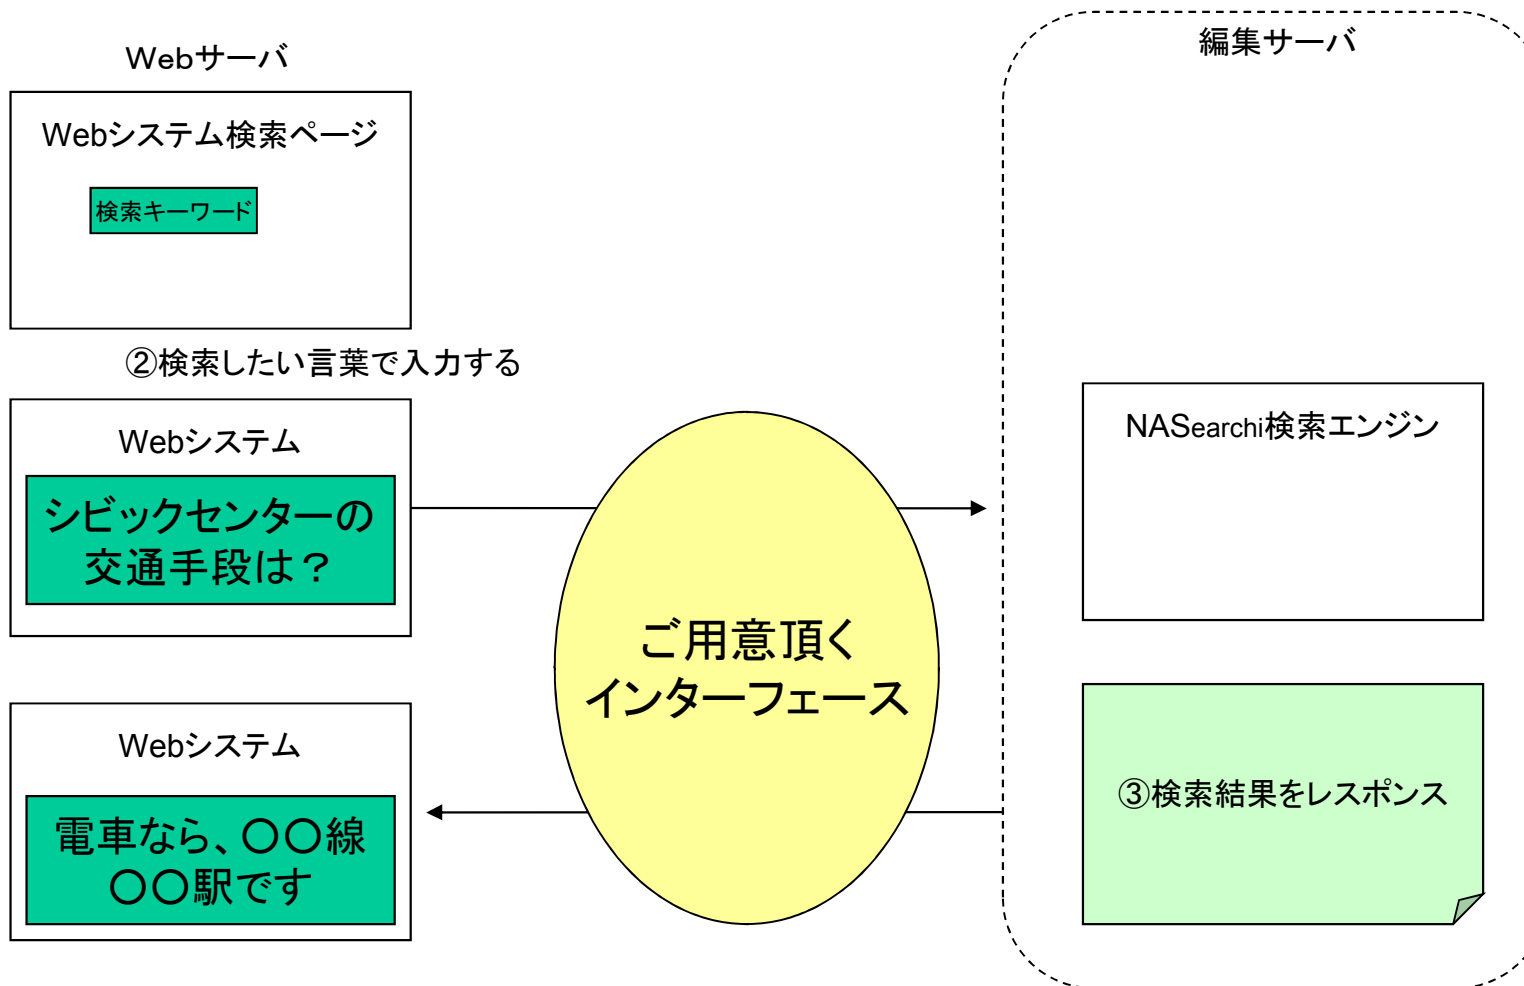 Webサーバ
Webシステム検索ページ
検索キーワード
②検索したい言葉で入力する
Webシステム
シビックセンターの
交通手段は？
Webシステム
電車なら、〇〇線
〇〇駅です
ご用意頂く
インターフェース
編集サーバ
NASearchi検索エンジン
③検索結果をレスポンス